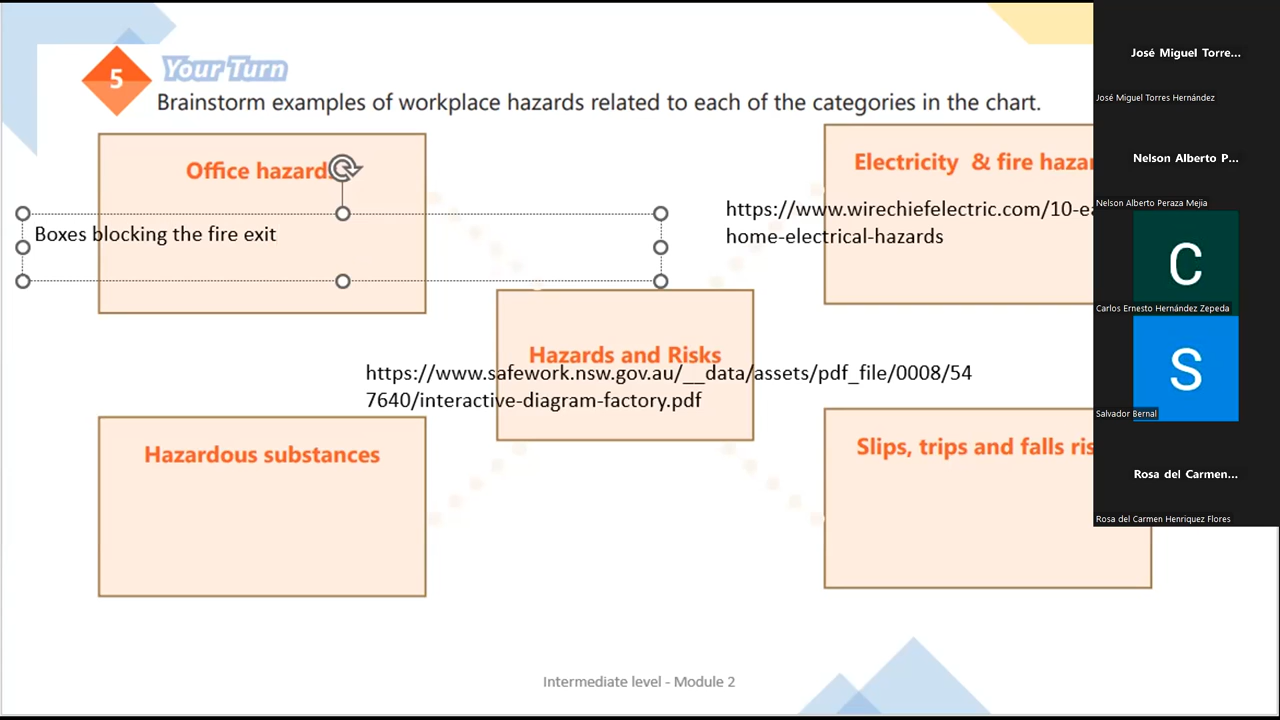 5
Your Turn
Brainstorm examples of workplace hazards related to each of the categories in the chart.
Office hazards
Boxes blocking the fire exit
Electricity & fire hazar
https://www.wirechiefelectric.com/10-ea
home-electrical-hazards
Hazards and Risks
https://www.safework.nsw.gov.au/__data/assets/pdf_file/0008/54
7640/interactive-diagram-factory.pdf
Hazardous substances
Slips, trips and falls ris
Intermediate level - Module 2
José Miguel Torre...
José Miguel Torres Hernández
Nelson Alberto P...
Nelson Alberto Peraza Mejia
C
Carlos Ernesto Hernández Zepeda
S
Salvador Bernal
Rosa del Carmen...
Rosa del Carmen Henriquez Flores